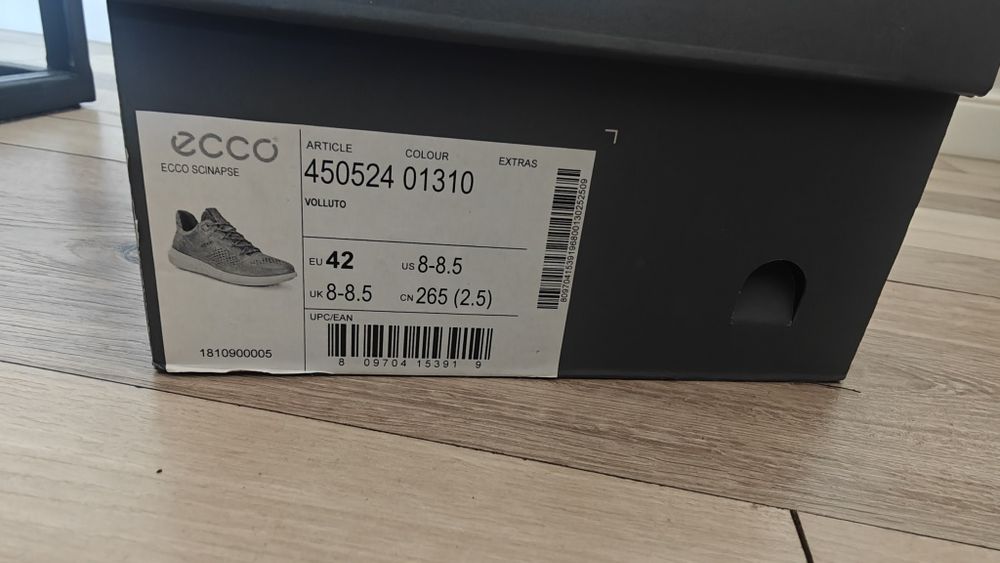 ecco
ECCO SCINAPSE
1810900005
ARTICLE COLOUR EXTRAS
450524 01310
VOLLUTO
EU 42 US 8-8.5
UK 8-8.5 CN 265 (2.5)
UPC/EAN
8 09704 15391 9
8097041539196800130252509